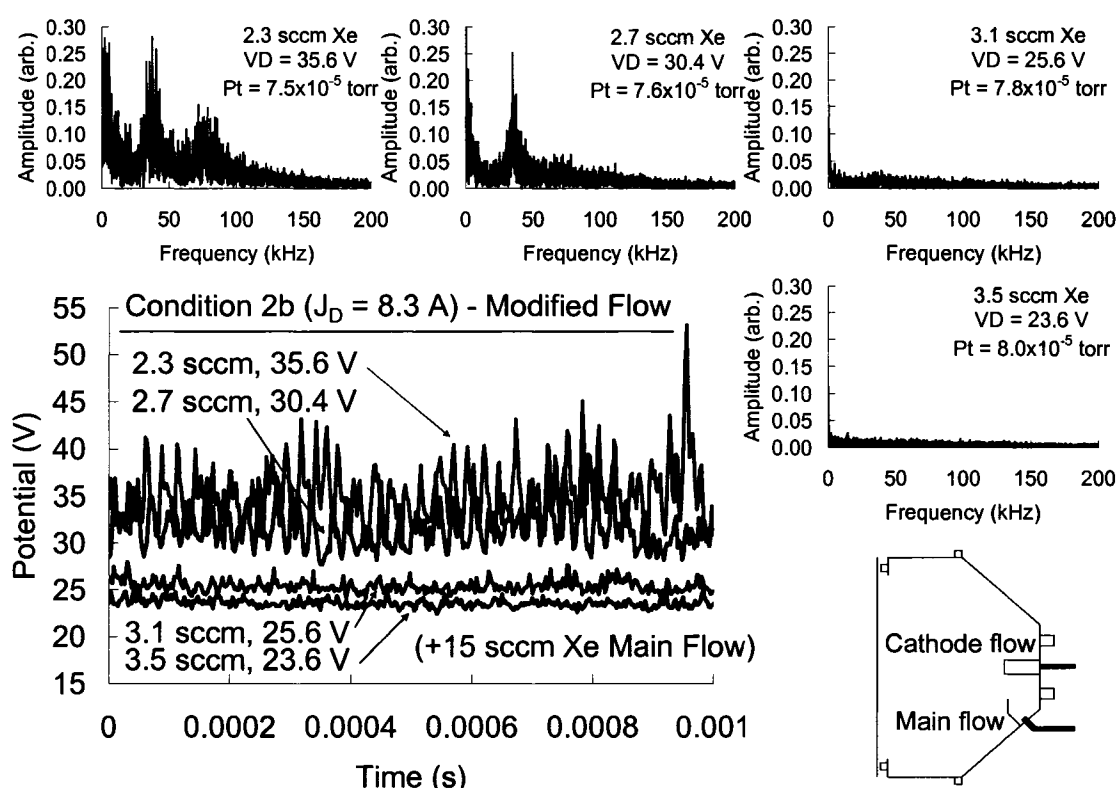 0.30
0.25
0.20
0.15
0.10
0.05
0.00
Amplitude (arb.)
2.3 sccm Xe
VD = 35.6 V
Pt = 7.5x10⁻⁵ torr
0 50 100 150 200
Frequency (kHz)
0.30
0.25
0.20
0.15
0.10
0.05
0.00
Amplitude (arb.)
2.7 sccm Xe
VD = 30.4 V
Pt = 7.6x10⁻⁵ torr
0 50 100 150 200
Frequency (kHz)
0.30
0.25
0.20
0.15
0.10
0.05
0.00
Amplitude (arb.)
3.1 sccm Xe
VD = 25.6 V
Pt = 7.8x10⁻⁵ torr
0 50 100 150 200
Frequency (kHz)
55
50
45
40
35
30
25
20
15
Potential (V)
Condition 2b (J_D = 8.3 A) - Modified Flow
2.3 sccm, 35.6 V
2.7 sccm, 30.4 V
3.1 sccm, 25.6 V
3.5 sccm, 23.6 V
(+15 sccm Xe Main Flow)
0 0.0002 0.0004 0.0006 0.0008 0.001
Time (s)
0.30
0.25
0.20
0.15
0.10
0.05
0.00
Amplitude (arb.)
3.5 sccm Xe
VD = 23.6 V
Pt = 8.0x10⁻⁵ torr
0 50 100 150 200
Frequency (kHz)
Cathode flow
Main flow